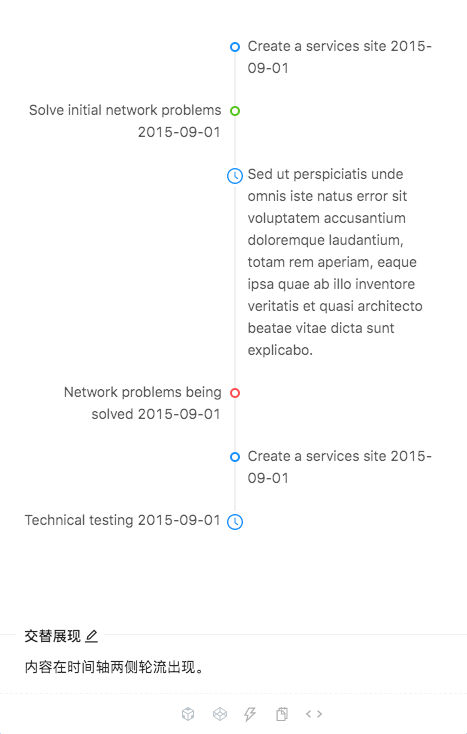 Create a services site 2015-
09-01
Solve initial network problems
2015-09-01
Sed ut perspiciatis unde
omnis iste natus error sit
voluptatem accusantium
doloremque laudantium,
totam rem aperiam, eaque
ipsa quae ab illo inventore
veritatis et quasi architecto
beatae vitae dicta sunt
explicabo.
Network problems being
solved 2015-09-01
Create a services site 2015-
09-01
Technical testing 2015-09-01
交替展现
内容在时间轴两侧轮流出现。